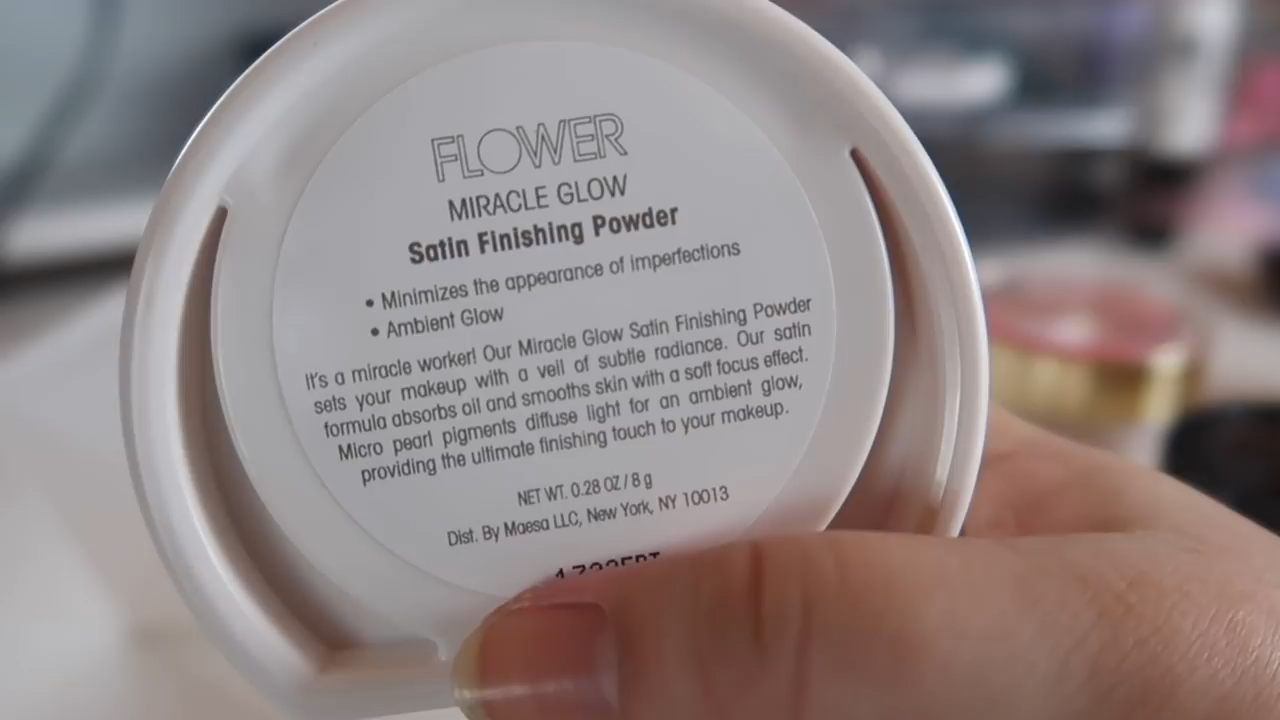 FLOWER
MIRACLE GLOW
Satin Finishing Powder
• Minimizes the appearance of imperfections
• Ambient Glow
It's a miracle worker! Our Miracle Glow Satin Finishing Powder
sets your makeup with a veil of subtle radiance. Our satin
formula absorbs oil and smooths skin with a soft focus effect.
Micro pearl pigments diffuse light for an ambient glow,
providing the ultimate finishing touch to your makeup.
NET WT. 0.28 OZ / 8 g
Dist. By Maesa LLC, New York, NY 10013